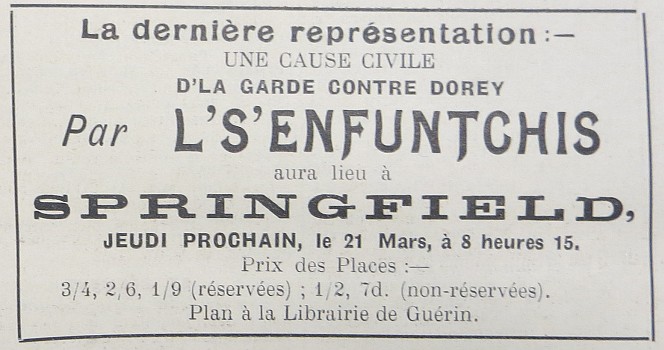 La dernière représentation :—
UNE CAUSE CIVILE
D'LA GARDE CONTRE DOREY
Par L'S'ENFUNTCHIS
aura lieu à
SPRINGFIELD,
JEUDI PROCHAIN, le 21 Mars, à 8 heures 15.
Prix des Places :—
3/4, 2/6, 1/9 (réservées) ; 1/2, 7d. (non-réservées).
Plan à la Librairie de Guérin.